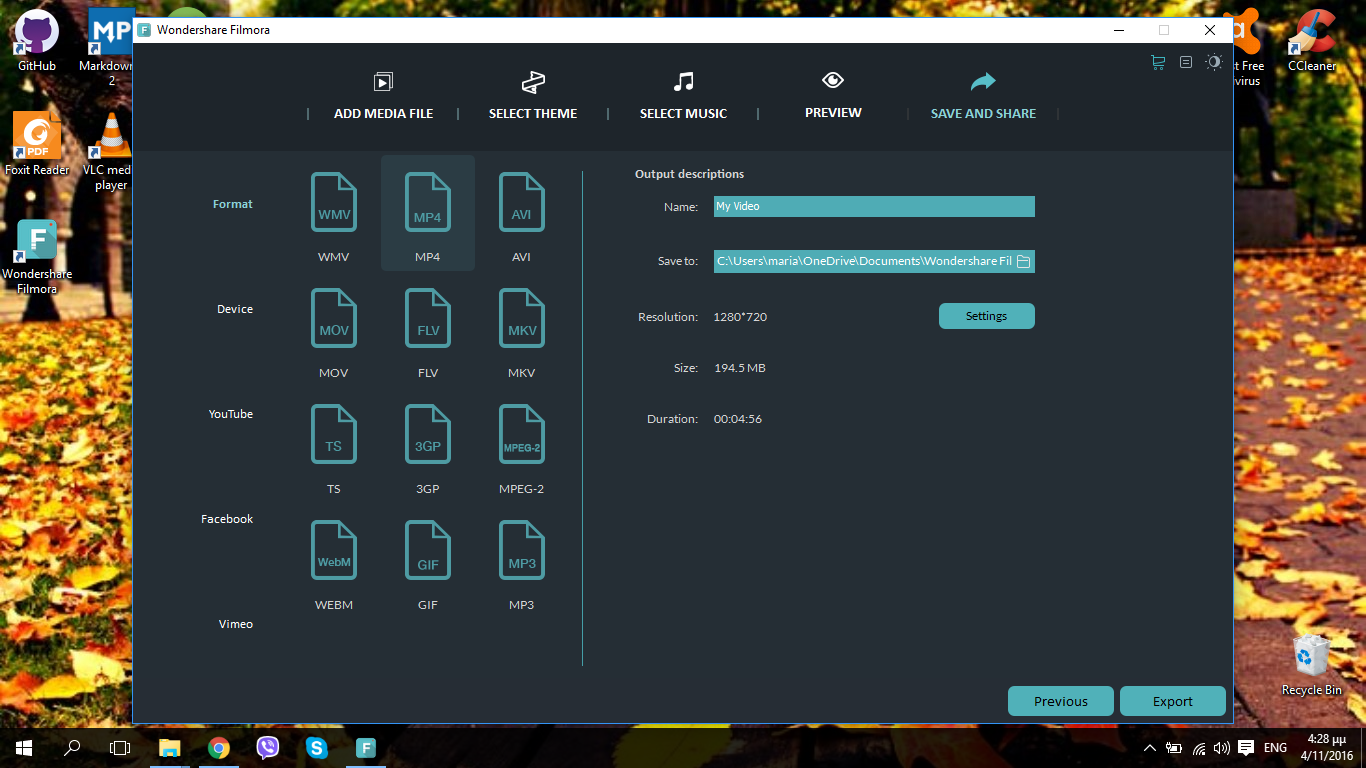 GitHub
Markdown
2
Foxit Reader
VLC med
player
Wondershare
Filmora
Wondershare Filmora
ADD MEDIA FILE
SELECT THEME
SELECT MUSIC
PREVIEW
SAVE AND SHARE
Format
Device
YouTube
Facebook
Vimeo
WMV
MP4
AVI
WMV
MP4
AVI
MOV
FLV
MKV
MOV
FLV
MKV
TS
3GP
MPEG-2
TS
3GP
MPEG-2
WebM
GIF
MP3
WEBM
GIF
MP3
Output descriptions
Name: My Video
Save to: C:\Users\maria\OneDrive\Documents\Wondershare Fil
Resolution: 1280*720
Settings
Size: 194.5 MB
Duration: 00:04:56
Previous
Export
Free
virus
CCleaner
Recycle Bin
ENG
4:28 μμ
4/11/2016
MP
PDF
F